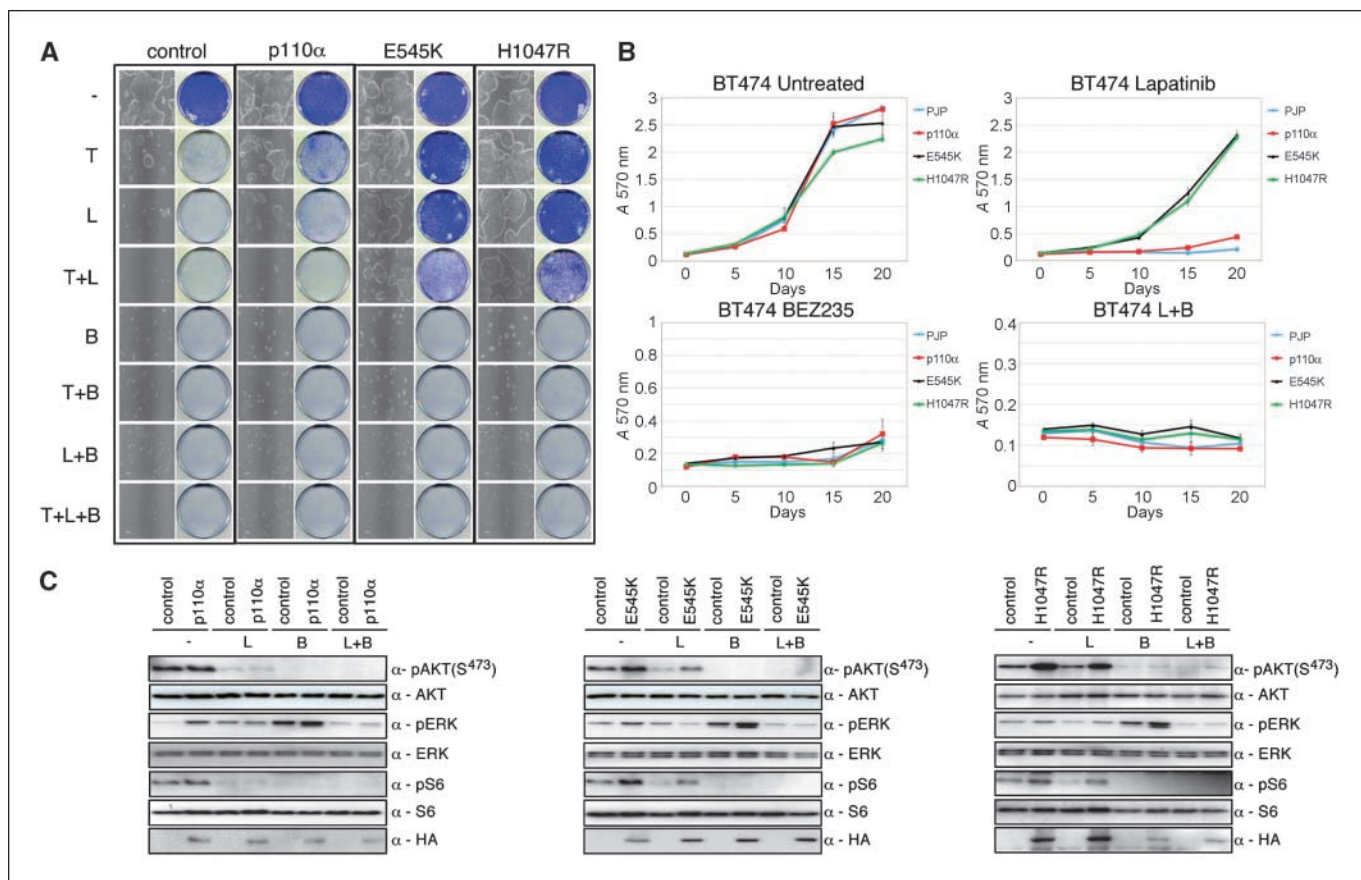 A
control p110α E545K H1047R
-
T
L
T+L
B
T+B
L+B
T+L+B
B
BT474 Untreated
3
2.5
2
1.5
1
0.5
0
A 570 nm
0 5 10 15 20
Days
PJP
p110α
E545K
H1047R
BT474 Lapatinib
3
2.5
2
1.5
1
0.5
0
A 570 nm
0 5 10 15 20
Days
PJP
p110α
E545K
H1047R
BT474 BEZ235
1
0.8
0.6
0.4
0.2
0
A 570 nm
0 5 10 15 20
Days
PJP
p110α
E545K
H1047R
BT474 L+B
0.4
0.3
0.2
0.15
0.1
0
A 570 nm
0 5 10 15 20
Days
PJP
p110α
E545K
H1047R
C
control p110α control p110α control p110α control p110α
- L B L+B
α- pAKT(S473)
α - AKT
α - pERK
α - ERK
α - pS6
α - S6
α - HA
control E545K control E545K control E545K control E545K
- L B L+B
α- pAKT(S473)
α - AKT
α - pERK
α - ERK
α - pS6
α - S6
α - HA
control H1047R control H1047R control H1047R control H1047R
- L B L+B
α- pAKT(S473)
α - AKT
α - pERK
α - ERK
α - pS6
α - S6
α - HA